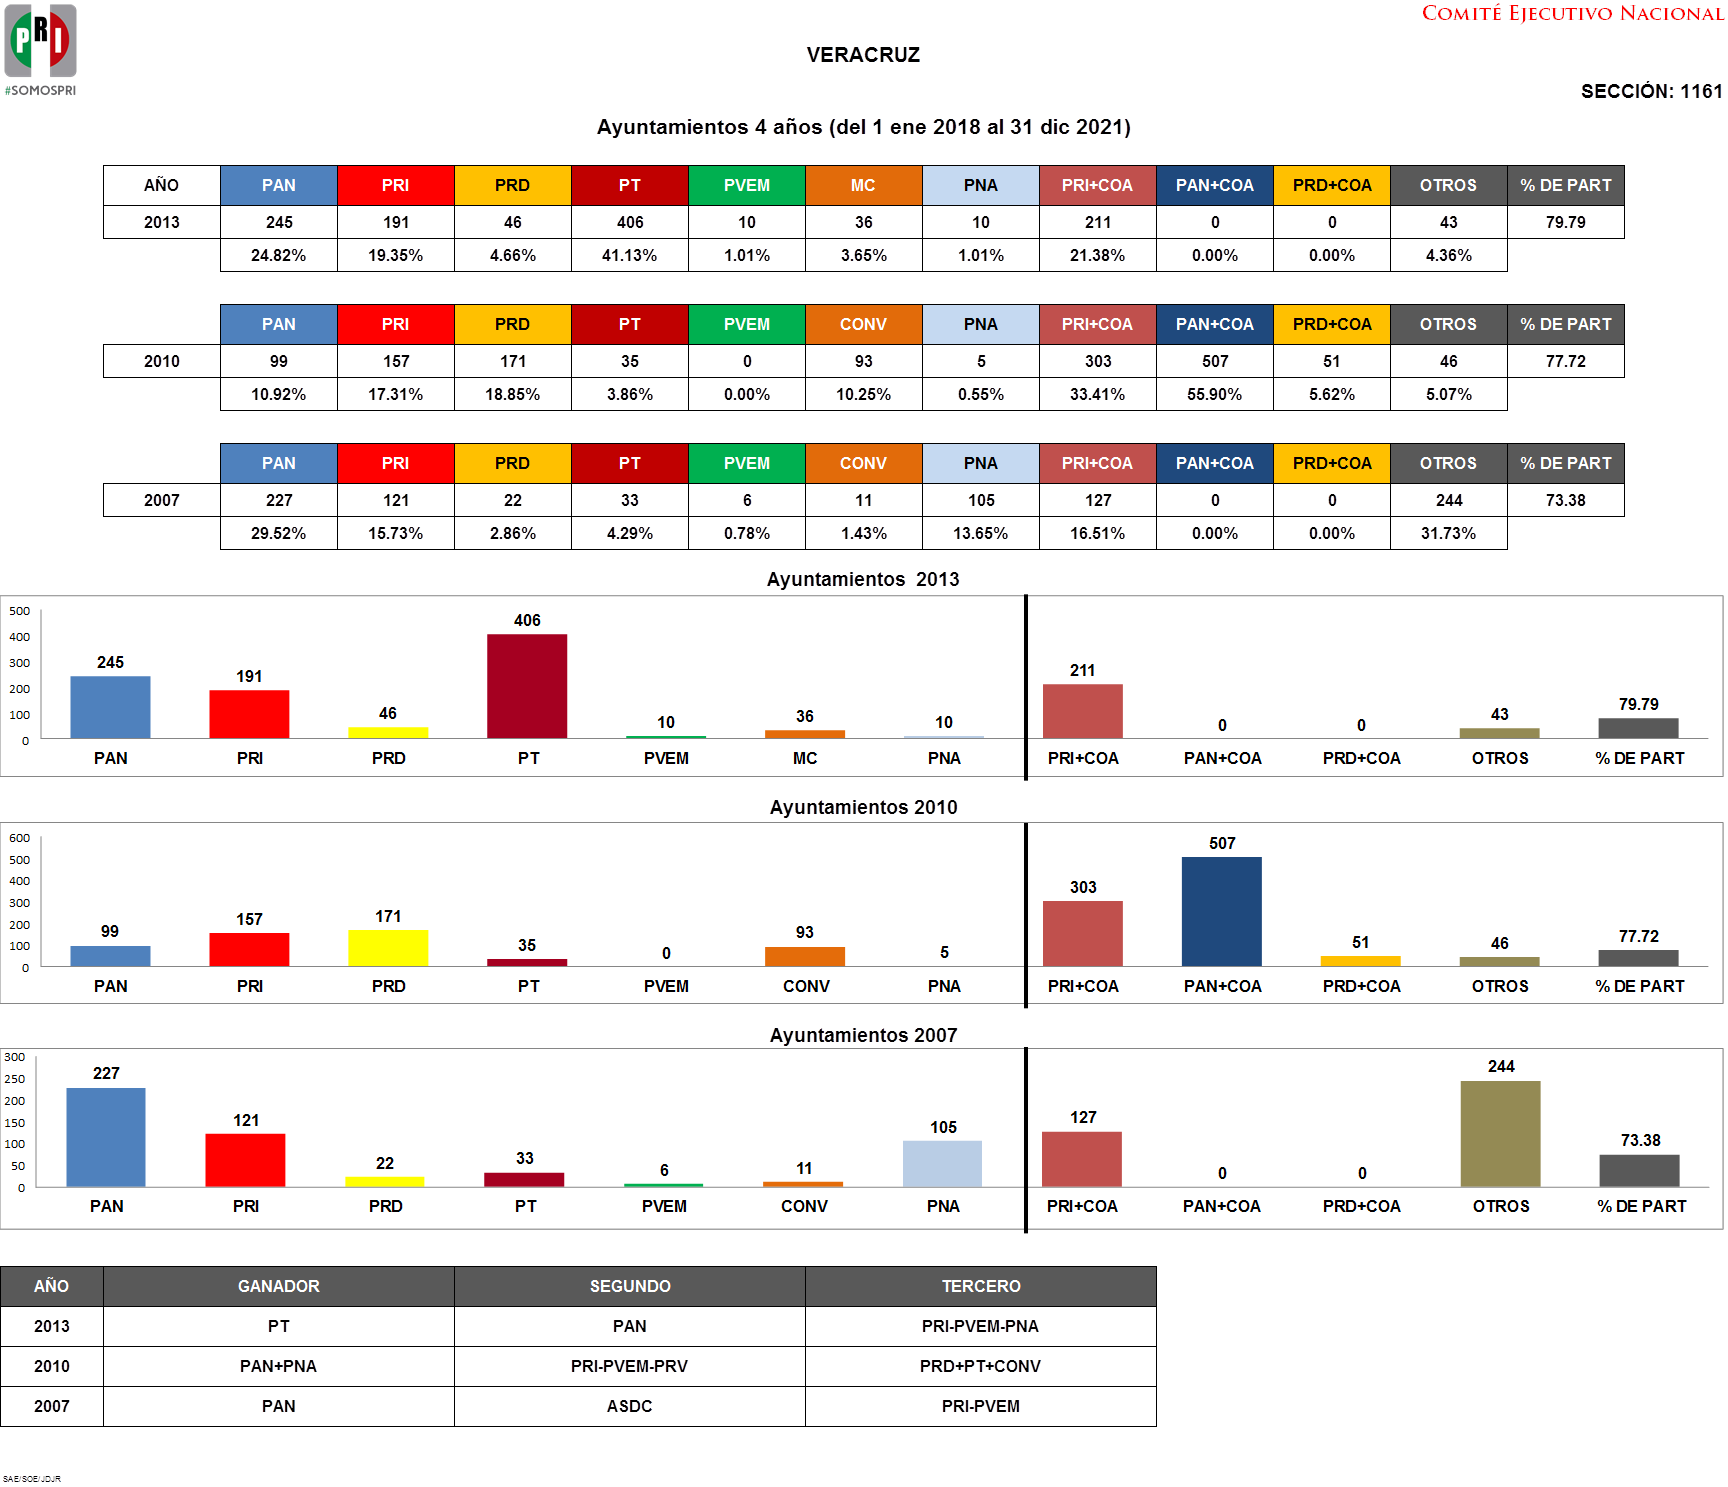 PRI
#SOMOSPRI
COMITÉ EJECUTIVO NACIONAL
VERACRUZ
SECCIÓN: 1161
Ayuntamientos 4 años (del 1 ene 2018 al 31 dic 2021)
AÑO PAN PRI PRD PT PVEM MC PNA PRI+COA PAN+COA PRD+COA OTROS % DE PART
2013 245 191 46 406 10 36 10 211 0 0 43 79.79
24.82% 19.35% 4.66% 41.13% 1.01% 3.65% 1.01% 21.38% 0.00% 0.00% 4.36%
PAN PRI PRD PT PVEM CONV PNA PRI+COA PAN+COA PRD+COA OTROS % DE PART
2010 99 157 171 35 0 93 5 303 507 51 46 77.72
10.92% 17.31% 18.85% 3.86% 0.00% 10.25% 0.55% 33.41% 55.90% 5.62% 5.07%
PAN PRI PRD PT PVEM CONV PNA PRI+COA PAN+COA PRD+COA OTROS % DE PART
2007 227 121 22 33 6 11 105 127 0 0 244 73.38
29.52% 15.73% 2.86% 4.29% 0.78% 1.43% 13.65% 16.51% 0.00% 0.00% 31.73%
Ayuntamientos 2013
500
400
300
200
100
0
245 191 46 406 10 36 10 211 0 0 43 79.79
PAN PRI PRD PT PVEM MC PNA PRI+COA PAN+COA PRD+COA OTROS % DE PART
Ayuntamientos 2010
600
500
400
300
200
100
0
99 157 171 35 0 93 5 303 507 51 46 77.72
PAN PRI PRD PT PVEM CONV PNA PRI+COA PAN+COA PRD+COA OTROS % DE PART
Ayuntamientos 2007
300
250
200
150
100
50
0
227 121 22 33 6 11 105 127 0 0 244 73.38
PAN PRI PRD PT PVEM CONV PNA PRI+COA PAN+COA PRD+COA OTROS % DE PART
AÑO GANADOR SEGUNDO TERCERO
2013 PT PAN PRI-PVEM-PNA
2010 PAN+PNA PRI-PVEM-PRV PRD+PT+CONV
2007 PAN ASDC PRI-PVEM
SAE/SOE/JDJR